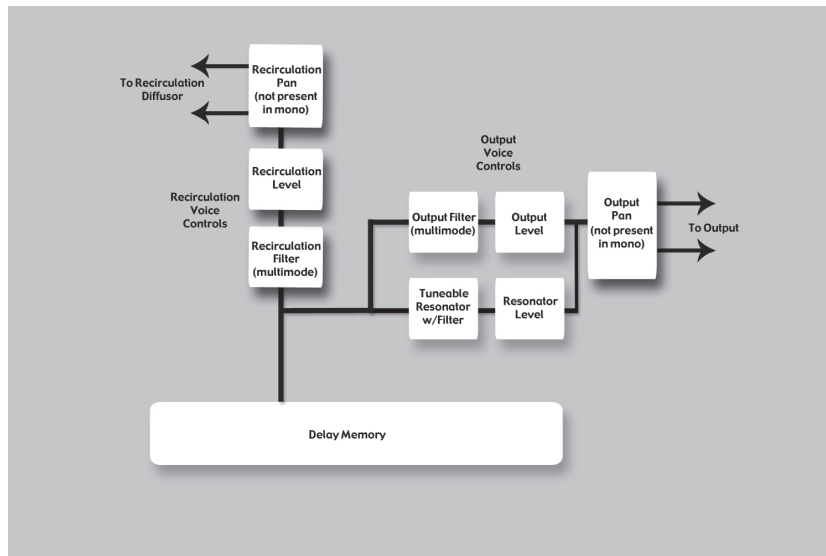 To Recirculation
Diffusor
Recirculation
Pan
(not present
in mono)
Recirculation
Level
Recirculation
Voice
Controls
Recirculation
Filter
(multimode)
Output
Voice
Controls
Output Filter
(multimode)
Output
Level
Output
Pan
(not present
in mono)
To Output
Tuneable
Resonator
w/Filter
Resonator
Level
Delay Memory